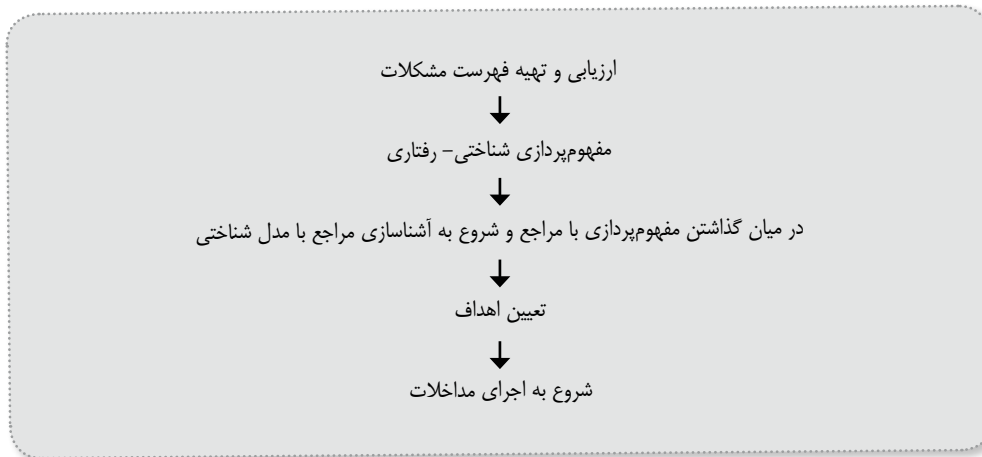 ارزیابی و تهیه فهرست مشکلات
مفهوم‌پردازی شناختی– رفتاری
در میان گذاشتن مفهوم‌پردازی با مراجع و شروع به آشناسازی مراجع با مدل شناختی
تعیین اهداف
شروع به اجرای مداخلات